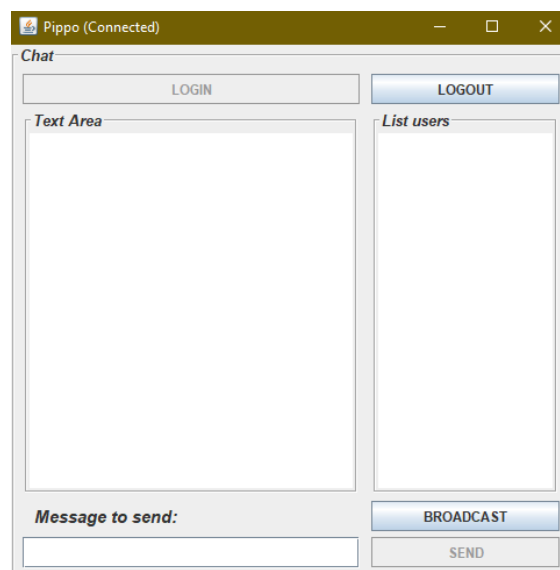 Pippo (Connected)
Chat
LOGIN LOGOUT
Text Area List users
Message to send: BROADCAST
SEND